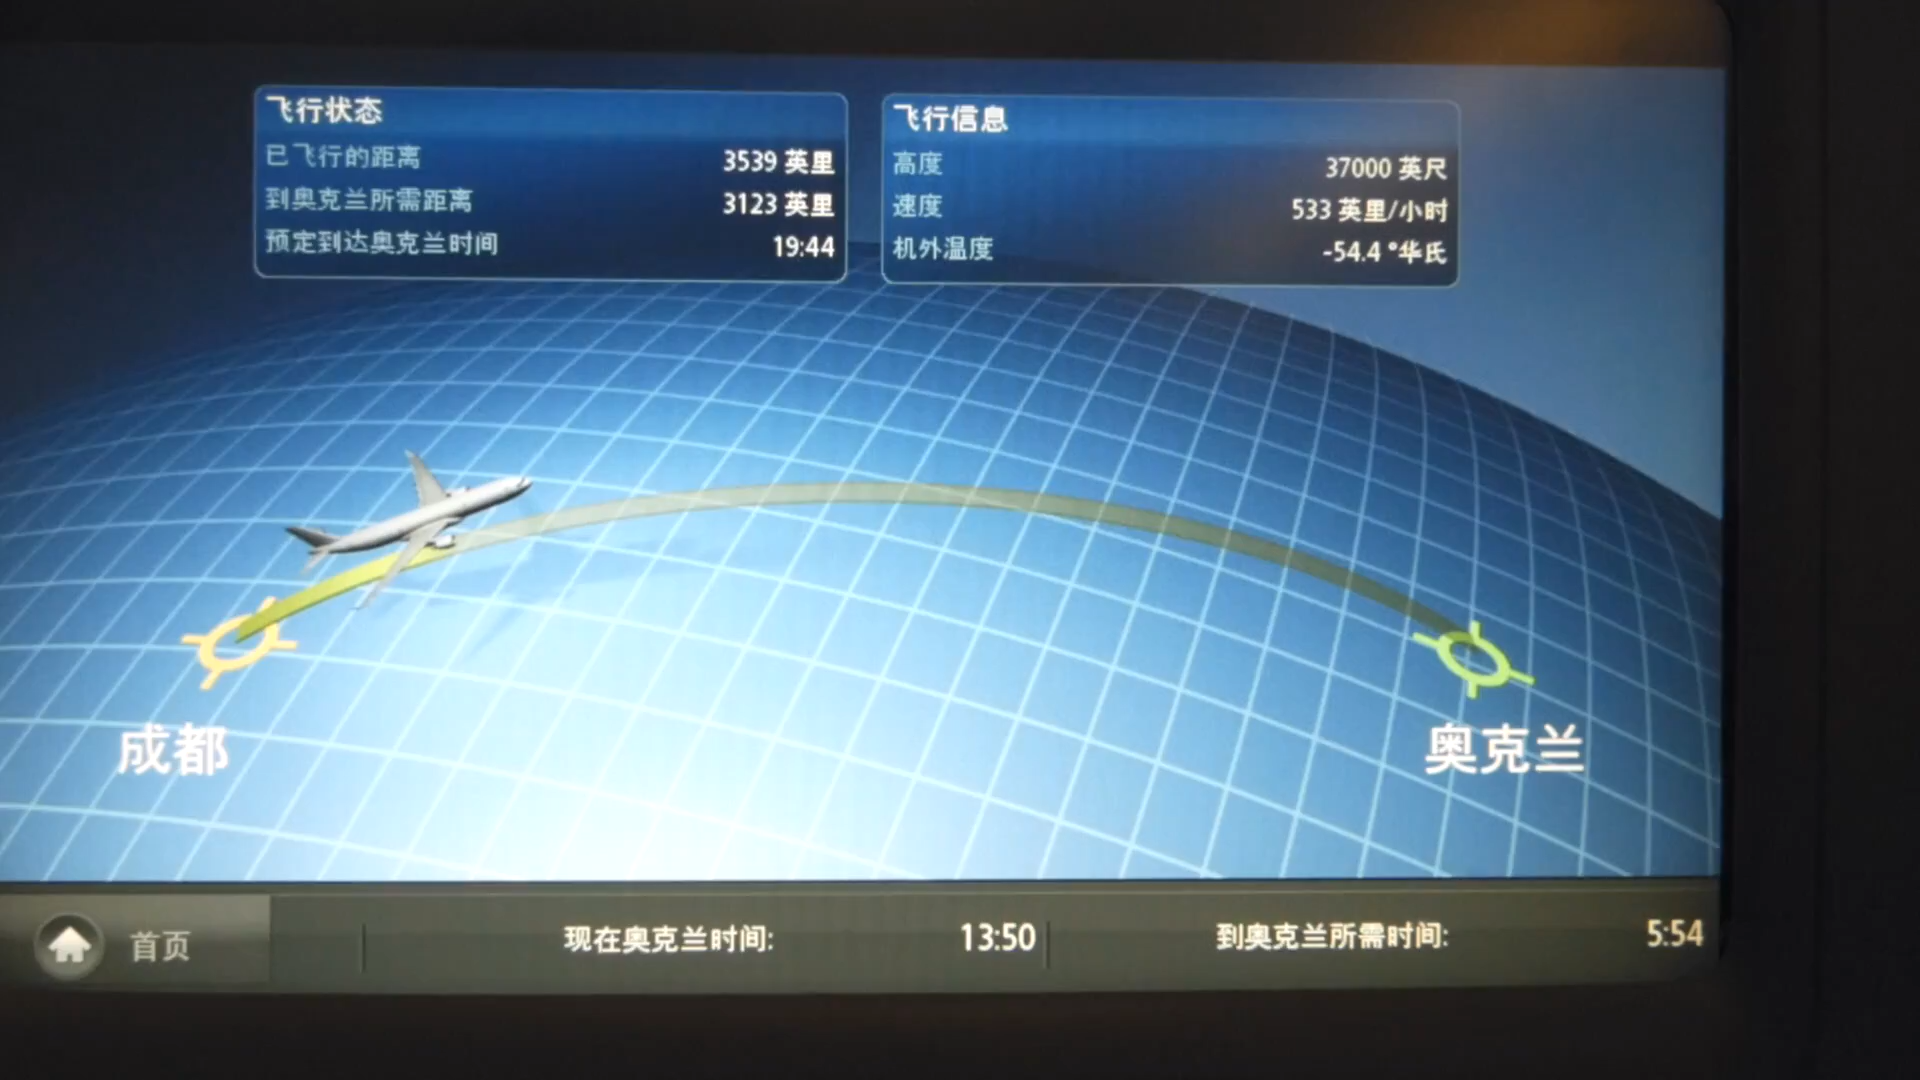 飞行状态
已飞行的距离 3539 英里
到奥克兰所需距离 3123 英里
预定到达奥克兰时间 19:44
飞行信息
高度 37000 英尺
速度 533 英里/小时
机外温度 -54.4 °华氏
成都
奥克兰
首页
现在奥克兰时间: 13:50
到奥克兰所需时间: 5:54